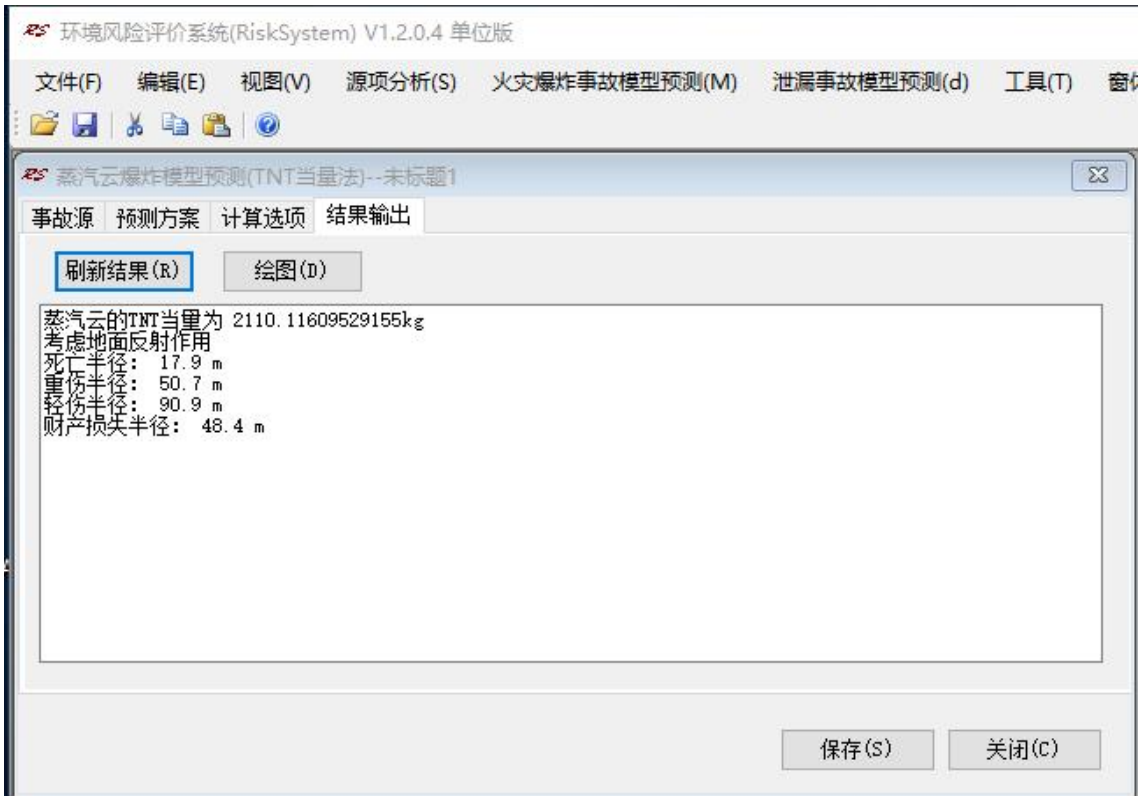 RS 环境风险评价系统(RiskSystem) V1.2.0.4 单位版
文件(F) 编辑(E) 视图(V) 源项分析(S) 火灾爆炸事故模型预测(M) 泄漏事故模型预测(d) 工具(T)
RS 蒸汽云爆炸模型预测(TNT当量法)--未标题1
事故源 预测方案 计算选项 结果输出
刷新结果(R) 绘图(D)
蒸汽云的TNT当量为 2110.11609529155kg
考虑地面反射作用
死亡半径: 17.9 m
重伤半径: 50.7 m
轻伤半径: 90.9 m
财产损失半径: 48.4 m
保存(S) 关闭(C)